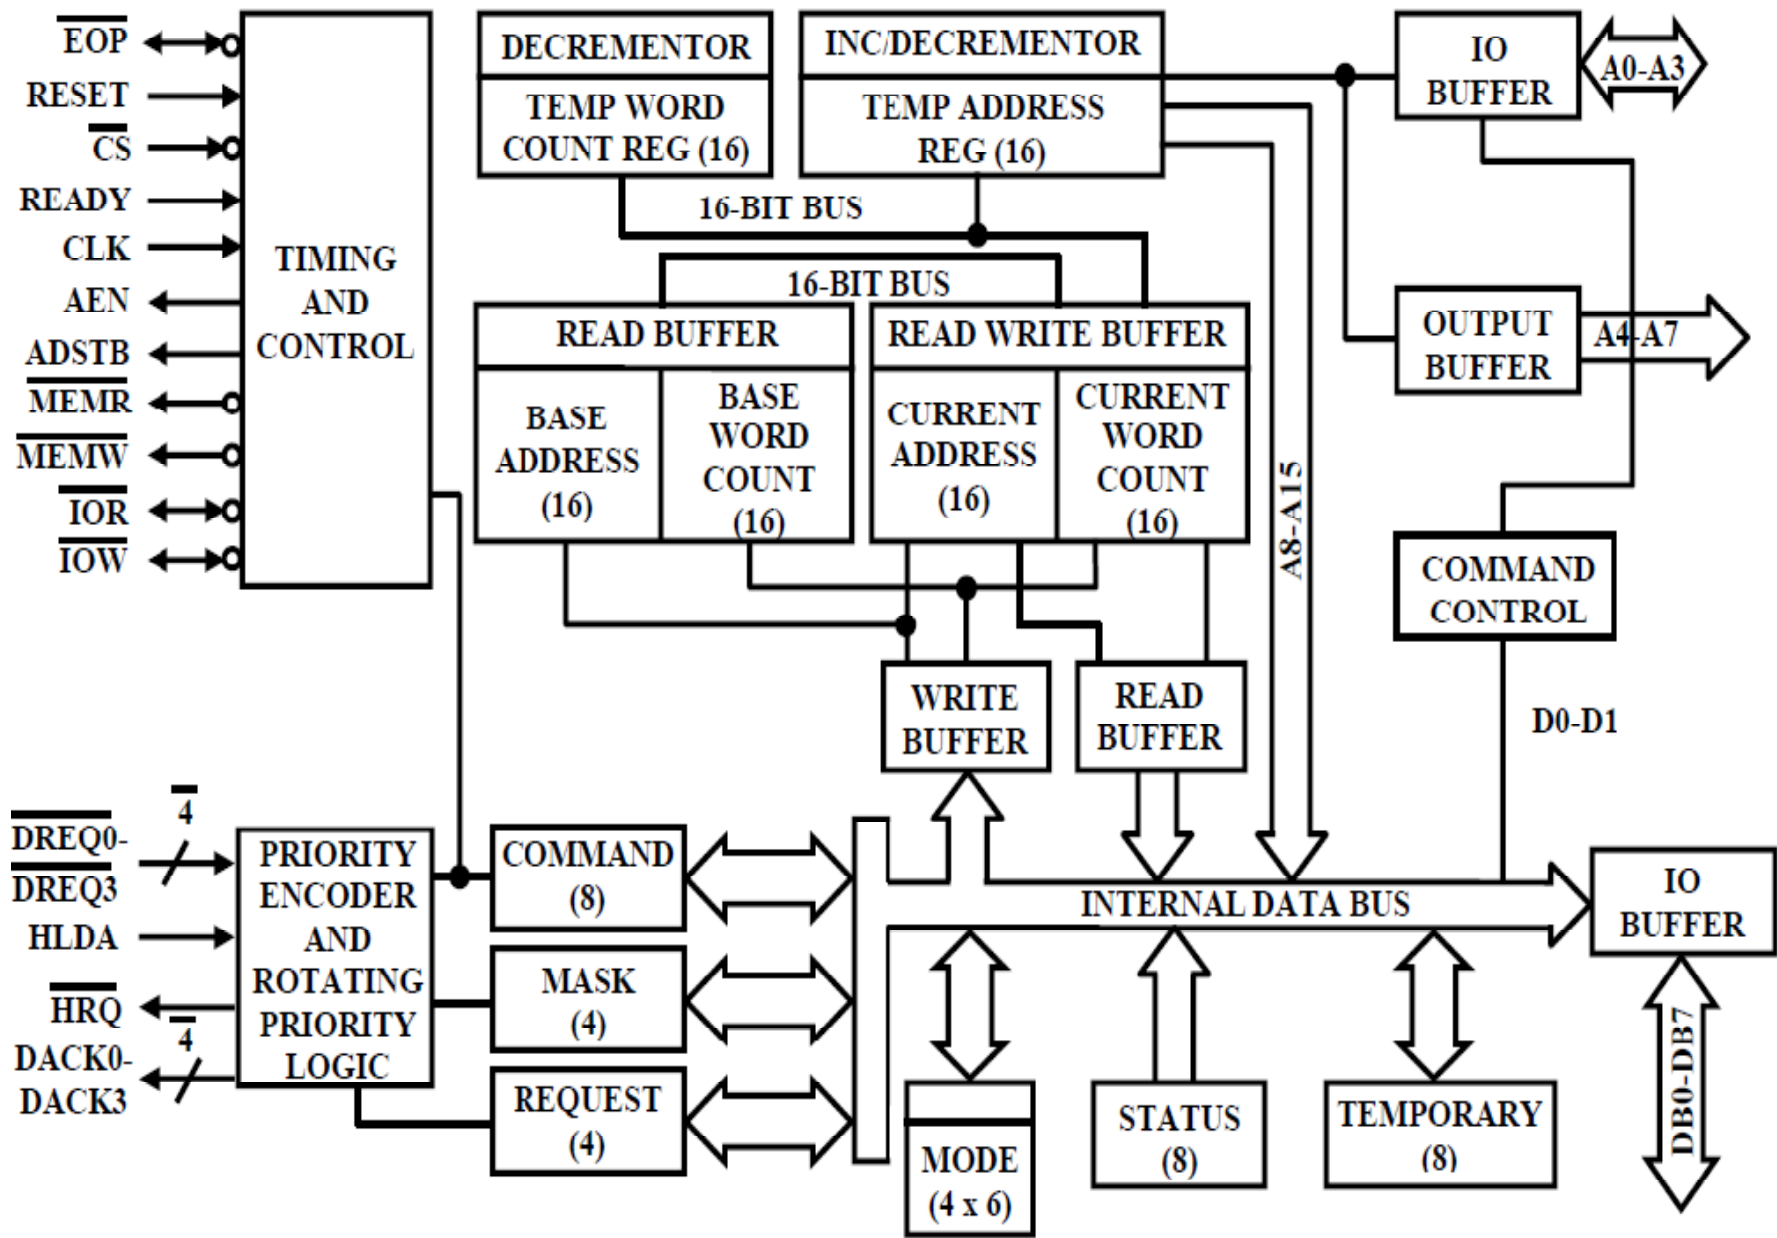 EOP
RESET
CS
READY
CLK
AEN
ADSTB
MEMR
MEMW
IOR
IOW
TIMING
AND
CONTROL
DECREMENTOR
TEMP WORD
COUNT REG (16)
INC/DECREMENTOR
TEMP ADDRESS
REG (16)
IO
BUFFER
A0-A3
16-BIT BUS
16-BIT BUS
READ BUFFER
BASE
ADDRESS
(16)
BASE
WORD
COUNT
(16)
READ WRITE BUFFER
CURRENT
ADDRESS
(16)
CURRENT
WORD
COUNT
(16)
A8-A15
OUTPUT
BUFFER
A4-A7
COMMAND
CONTROL
D0-D1
WRITE
BUFFER
READ
BUFFER
4
DREQ0-
DREQ3
HLDA
HRQ
4
DACK0-
DACK3
PRIORITY
ENCODER
AND
ROTATING
PRIORITY
LOGIC
COMMAND
(8)
MASK
(4)
REQUEST
(4)
INTERNAL DATA BUS
IO
BUFFER
MODE
(4 x 6)
STATUS
(8)
TEMPORARY
(8)
DB0-DB7